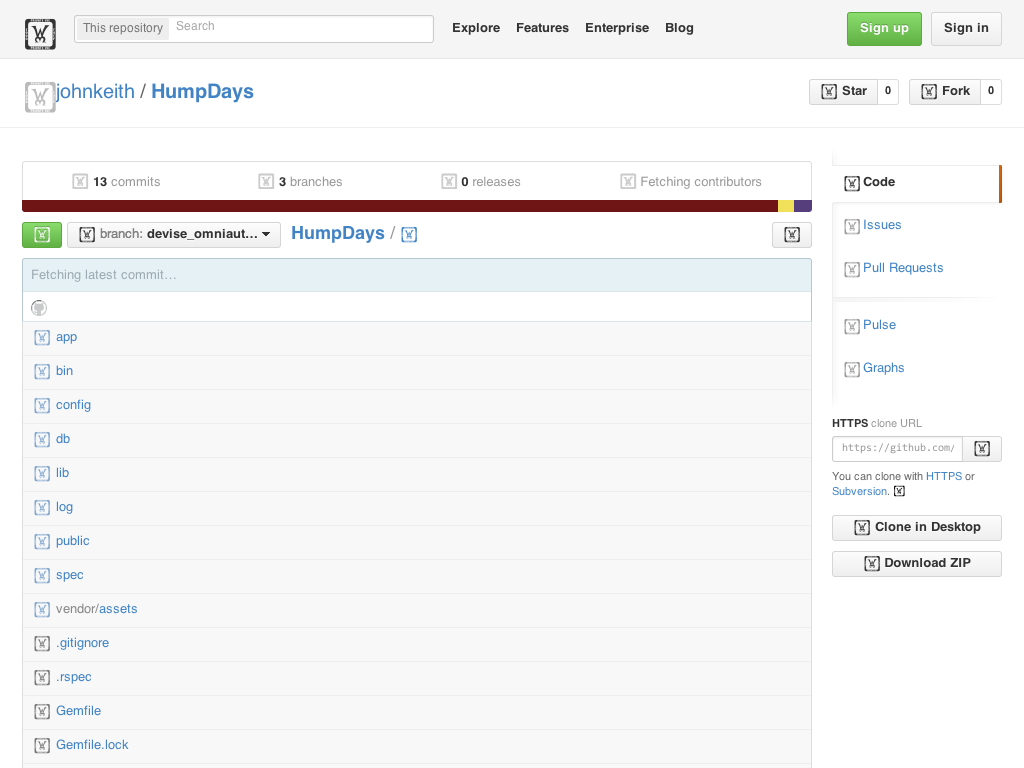 This repository Search Explore Features Enterprise Blog Sign up Sign in
johnkeith / HumpDays Star 0 Fork 0
13 commits 3 branches 0 releases Fetching contributors
branch: devise_omniaut... HumpDays /
Fetching latest commit…
app
bin
config
db
lib
log
public
spec
vendor/assets
.gitignore
.rspec
Gemfile
Gemfile.lock
Code
Issues
Pull Requests
Pulse
Graphs
HTTPS clone URL
https://github.com/
You can clone with HTTPS or
Subversion.
Clone in Desktop
Download ZIP